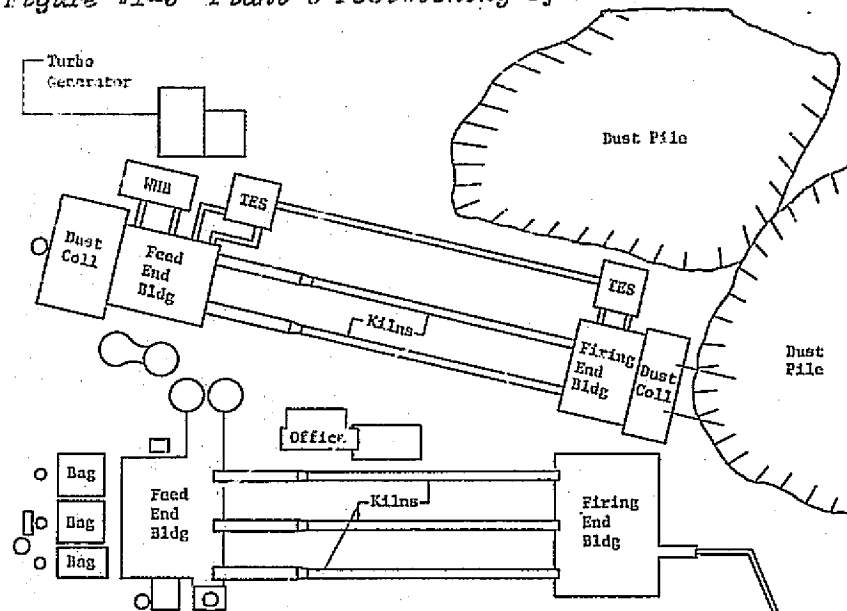 Turbo
Generator
Dust Pile
WHB
TES
Dust
Coll
Feed
End
Bldg
TES
Kilns
Firing
End
Bldg
Dust
Coll
Dust
Pile
Office
Bag
Bag
Bag
Feed
End
Bldg
Kilns
Firing
End
Bldg